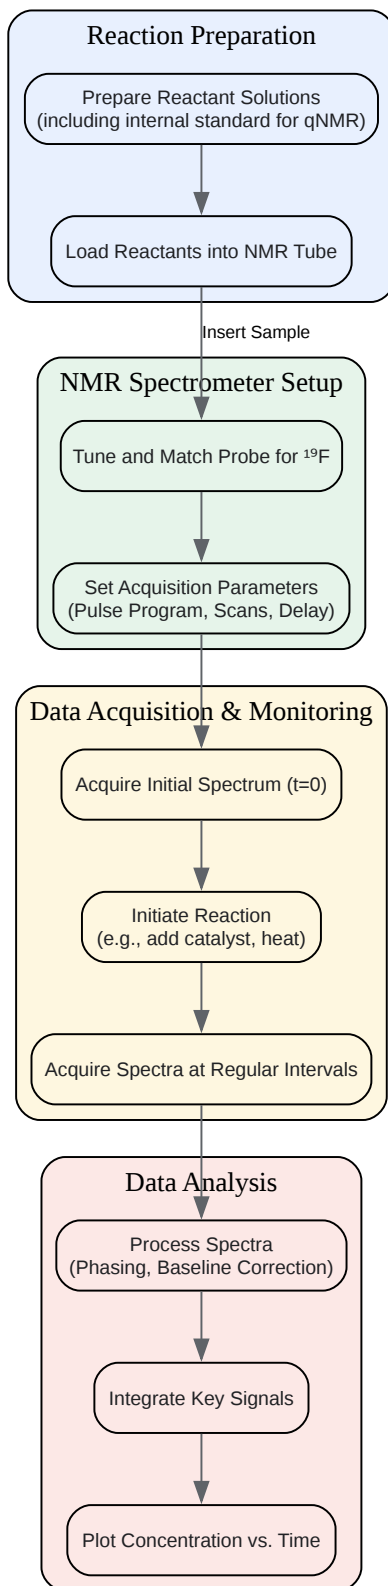 Reaction Preparation
Prepare Reactant Solutions
(including internal standard for qNMR)
Load Reactants into NMR Tube
Insert Sample
NMR Spectrometer Setup
Tune and Match Probe for ¹⁹F
Set Acquisition Parameters
(Pulse Program, Scans, Delay)
Data Acquisition & Monitoring
Acquire Initial Spectrum (t=0)
Initiate Reaction
(e.g., add catalyst, heat)
Acquire Spectra at Regular Intervals
Data Analysis
Process Spectra
(Phasing, Baseline Correction)
Integrate Key Signals
Plot Concentration vs. Time